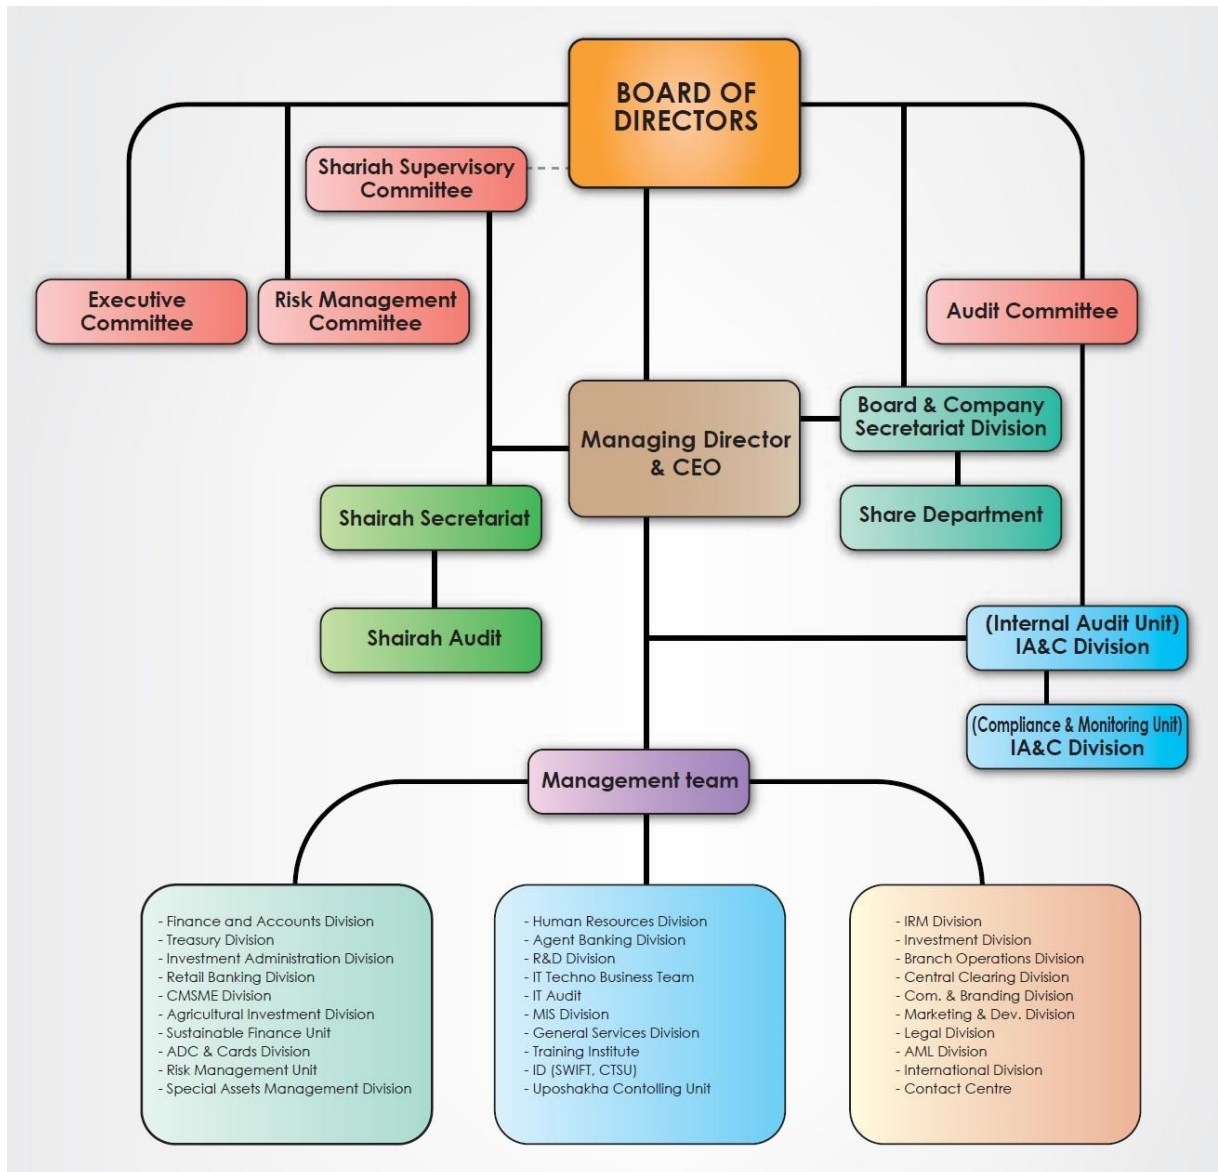 BOARD OF
DIRECTORS
Shariah Supervisory
Committee
Executive
Committee
Risk Management
Committee
Audit Committee
Managing Director
& CEO
Board & Company
Secretariat Division
Share Department
Shairah Secretariat
Shairah Audit
(Internal Audit Unit)
IA&C Division
(Compliance & Monitoring Unit)
IA&C Division
Management team
- Finance and Accounts Division
- Treasury Division
- Investment Administration Division
- Retail Banking Division
- CMSME Division
- Agricultural Investment Division
- Sustainable Finance Unit
- ADC & Cards Division
- Risk Management Unit
- Special Assets Management Division
- Human Resources Division
- Agent Banking Division
- R&D Division
- IT Techno Business Team
- IT Audit
- MIS Division
- General Services Division
- Training Institute
- ID (SWIFT, CTSU)
- Uposhakha Contolling Unit
- IRM Division
- Investment Division
- Branch Operations Division
- Central Clearing Division
- Com. & Branding Division
- Marketing & Dev. Division
- Legal Division
- AML Division
- International Division
- Contact Centre